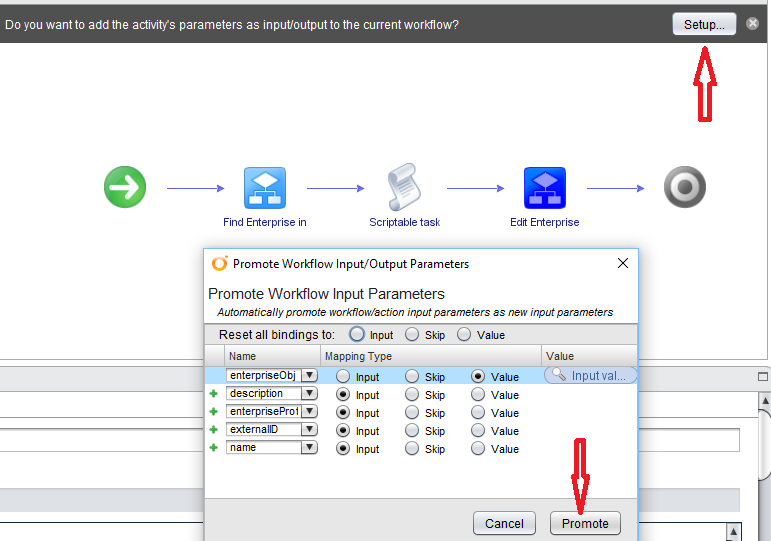 Do you want to add the activity's parameters as input/output to the current workflow? Setup...
Find Enterprise in Scriptable task Edit Enterprise
Promote Workflow Input/Output Parameters
Promote Workflow Input Parameters
Automatically promote workflow/action input parameters as new input parameters
Reset all bindings to: Input Skip Value
Name Mapping Type Value
enterpriseObj Input Skip Value Input val...
description Input Skip Value
enterpriseProf Input Skip Value
externalID Input Skip Value
name Input Skip Value
Cancel Promote